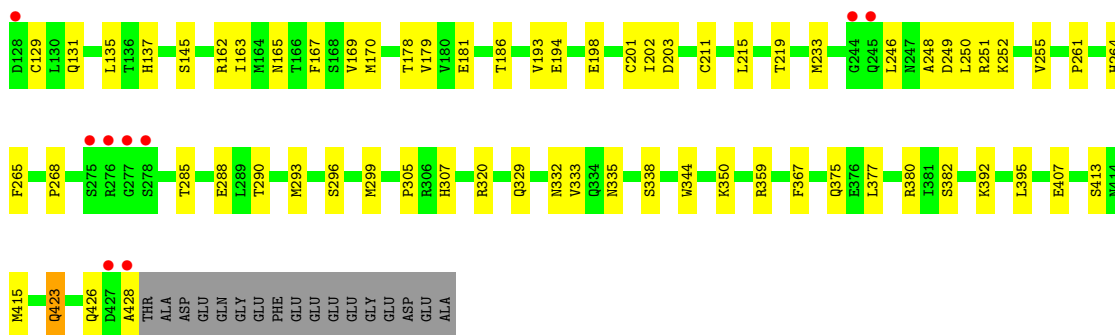 D128 C129 L130 Q131 L135 T136 H137 S145 R162 I163 M164 N165 T166 F167 S168 V169 M170 T178 V179 V180 E181 T186 V193 E194 E198 C201 I202 D203 C211 L215 T219 M233 G244 Q245 L246 N247 A248 D249 L250 R251 K252 V255 P261 H264
F265 P268 S275 R276 G277 S278 T285 E288 L289 T290 M293 S296 M299 P305 R306 H307 R320 Q329 N332 V333 Q334 N335 S338 W344 K350 R359 F367 Q375 E376 L377 R380 I381 S382 K392 L395 E407 S413 N414
M415 Q423 Q426 D427 A428 THR ALA ASP GLU GLN GLY GLU PHE GLU GLU GLU GLU GLY GLU ASP GLU ALA